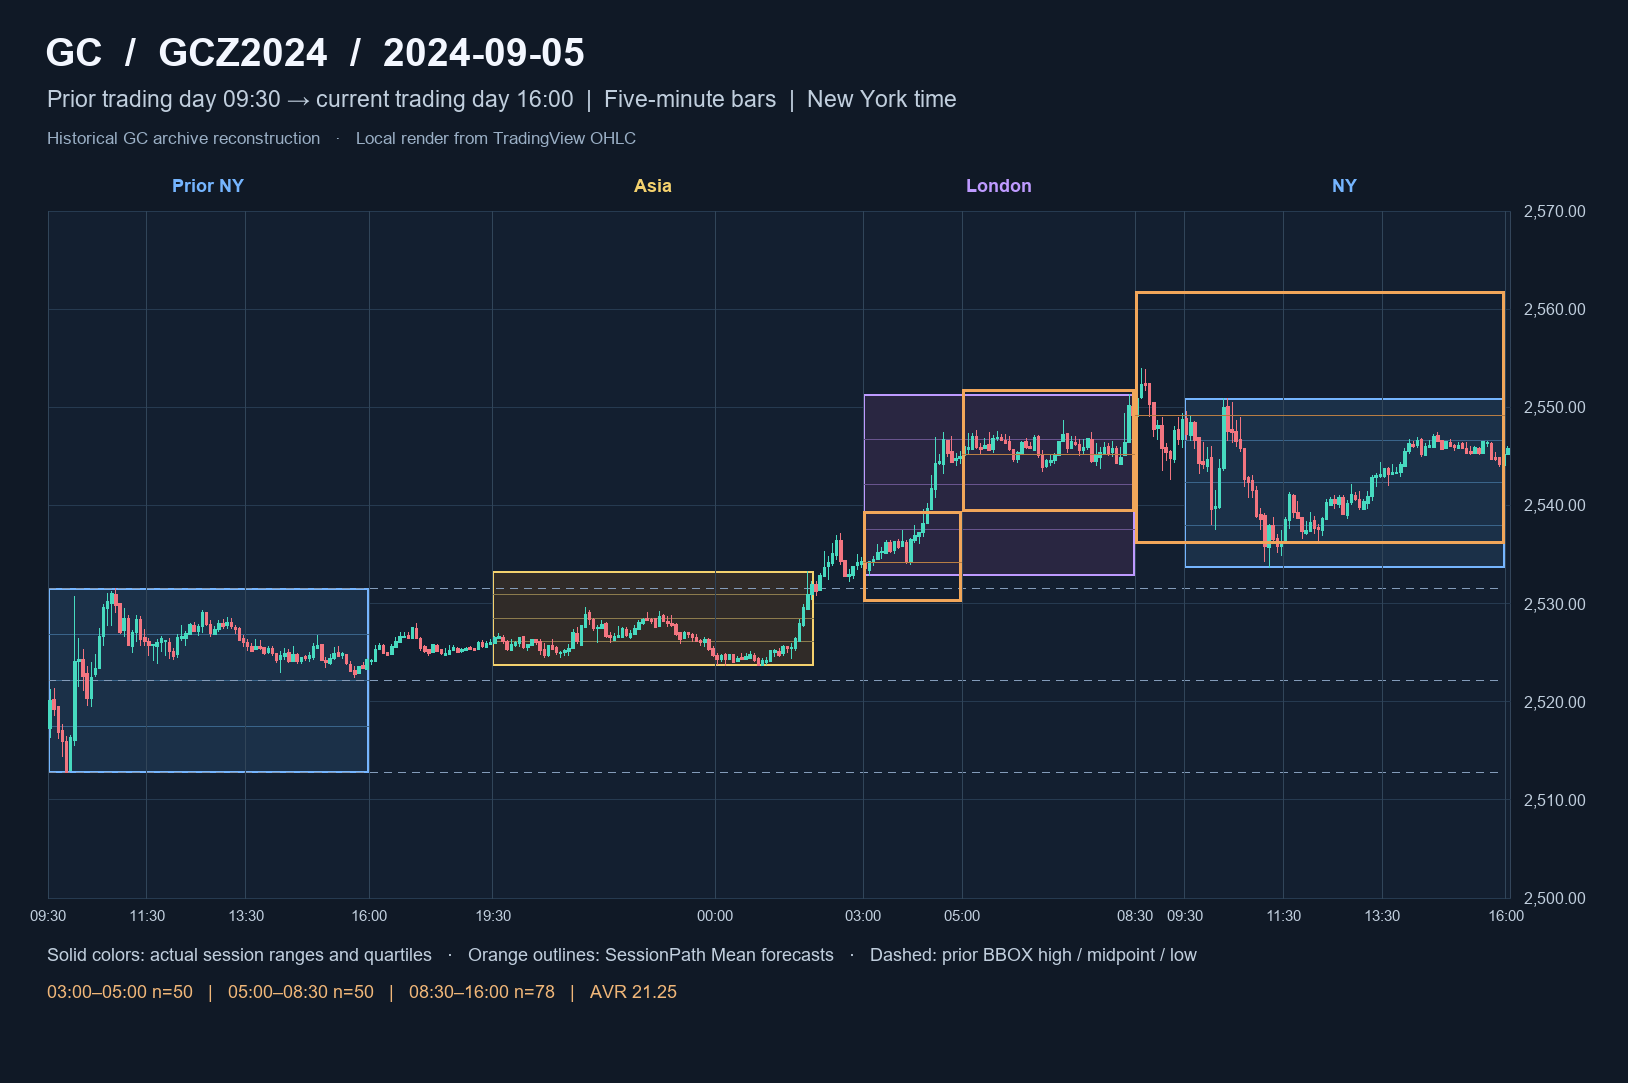 GC / GCZ2024 / 2024-09-05
Prior trading day 09:30 → current trading day 16:00 | Five-minute bars | New York time
Historical GC archive reconstruction · Local render from TradingView OHLC
Prior NY Asia London NY
2,570.00
2,560.00
2,550.00
2,540.00
2,530.00
2,520.00
2,510.00
2,500.00
09:30 11:30 13:30 16:00 19:30 00:00 03:00 05:00 08:30 09:30 11:30 13:30 16:00
Solid colors: actual session ranges and quartiles · Orange outlines: SessionPath Mean forecasts · Dashed: prior BBOX high / midpoint / low
03:00–05:00 n=50 | 05:00–08:30 n=50 | 08:30–16:00 n=78 | AVR 21.25